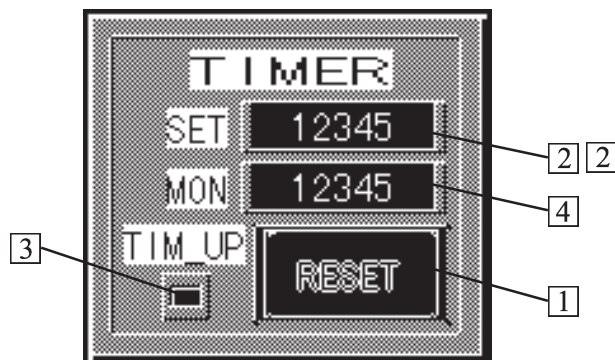 TIMER
SET 12345 2 2
MON 12345 4
3 TIM_UP
RESET 1